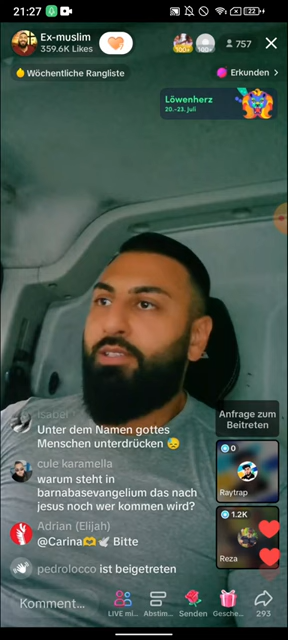 21:27
22
Ex-muslim
359.6K Likes
100+
100+
757
Wöchentliche Rangliste
Erkunden >
Löwenherz
20.-23. Juli
Isabel
Unter dem Namen gottes
Menschen unterdrücken 😔
cule karamella
warum steht in
barnabasevangelium das nach
jesus noch wer kommen wird?
Adrian (Elijah)
@Carina🫶🕊 Bitte
pedrolocco ist beigetreten
Anfrage zum
Beitreten
0
Raytrap
1.2K
Reza
Komment...
LIVE mi...
Abstim...
Senden
Gesche...
293